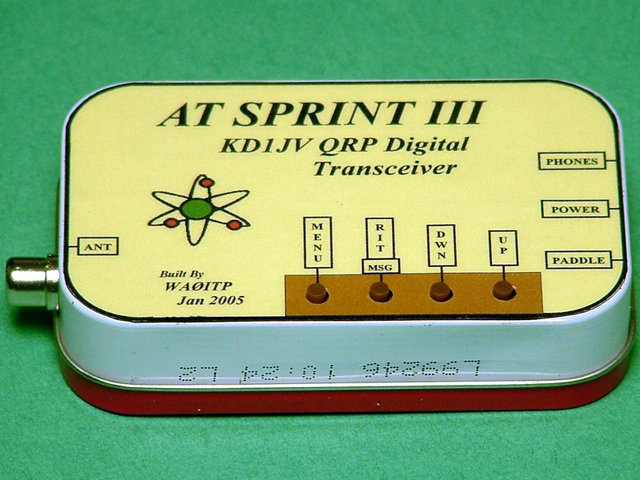 AT SPRINT III
KD1JV QRP Digital
Transceiver
PHONES
POWER
PADDLE
ANT
MENU
RIT
MSG
DWN
UP
Built By
WAØITP
Jan 2005